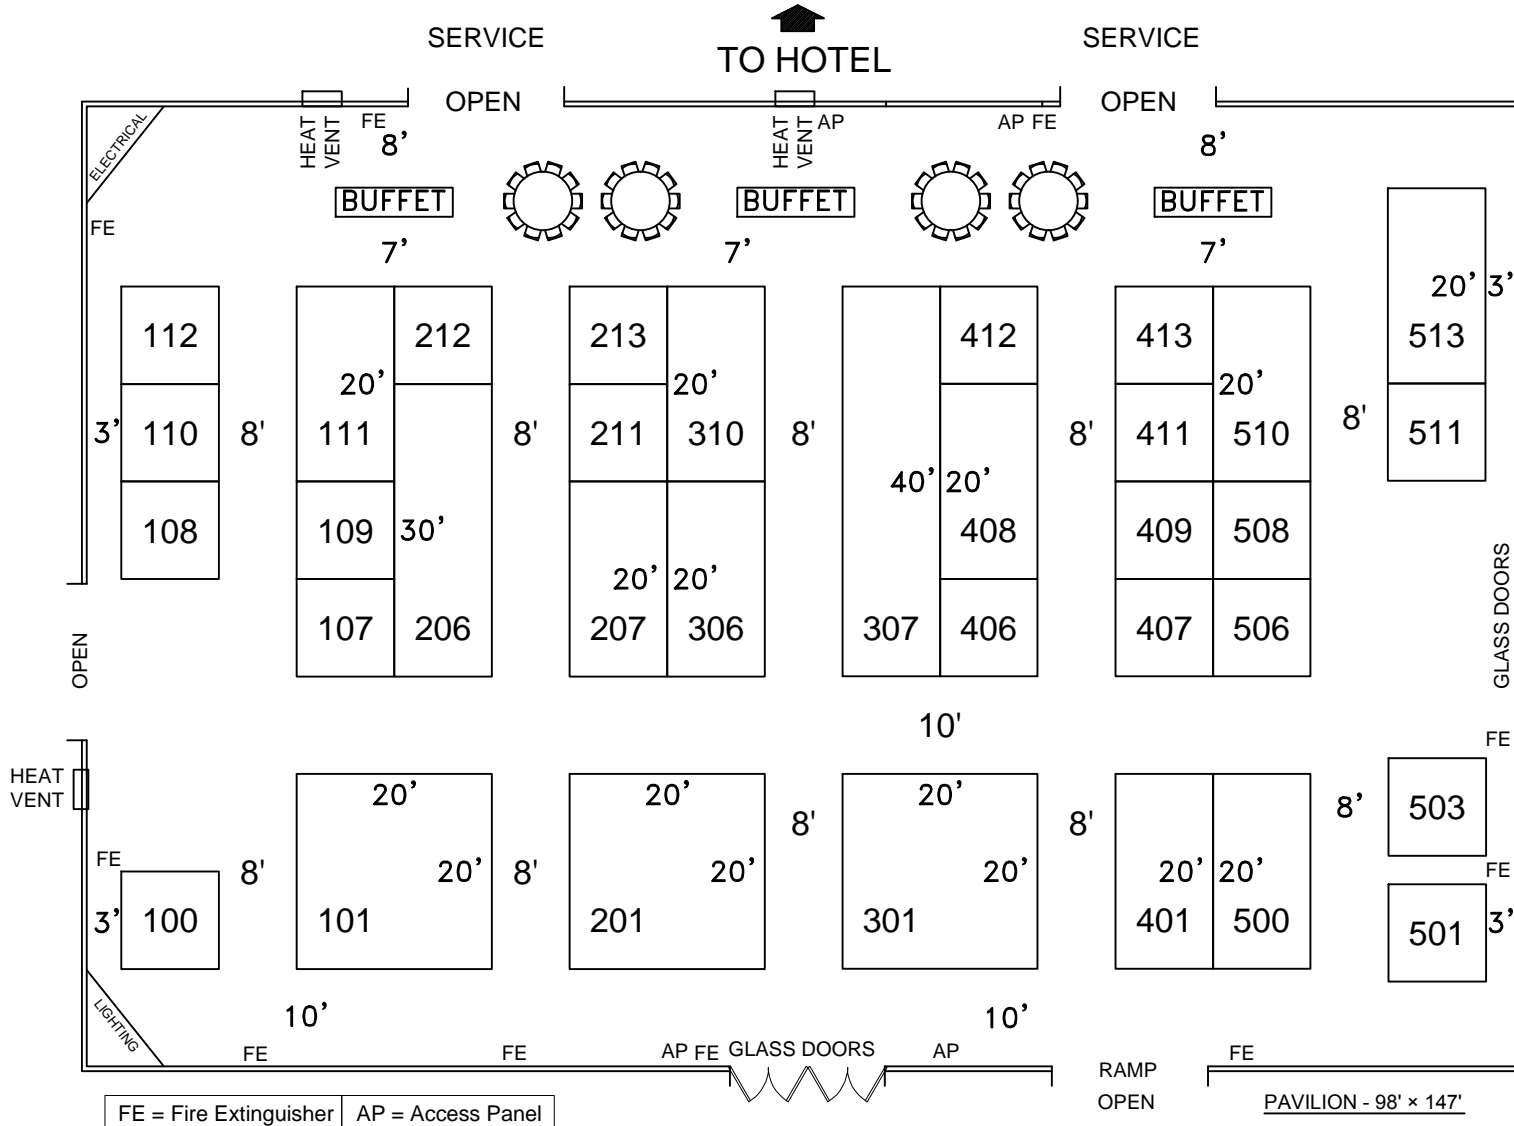 SERVICE
SERVICE
TO HOTEL
OPEN
OPEN
HEAT
VENT
FE
8'
HEAT
VENT
AP
AP FE
8'
ELECTRICAL
BUFFET
BUFFET
BUFFET
FE
7'
7'
7'
20' 3'
112
212
213
412
413
513
20'
20'
20'
3' 110
8'
111
8'
211
310
8'
8'
411
510
8'
511
40' 20'
108
109
30'
408
409
508
20' 20'
107
206
207
306
307
406
407
506
OPEN
GLASS DOORS
10'
FE
HEAT
VENT
20'
20'
20'
8'
8'
8'
503
FE
8'
20'
8'
20'
20'
20' 20'
FE
3' 100
101
201
301
401
500
501 3'
LIGHTING
10'
10'
FE
FE
AP FE
GLASS DOORS
AP
FE
RAMP
OPEN
FE = Fire Extinguisher
AP = Access Panel
PAVILION - 98' × 147'